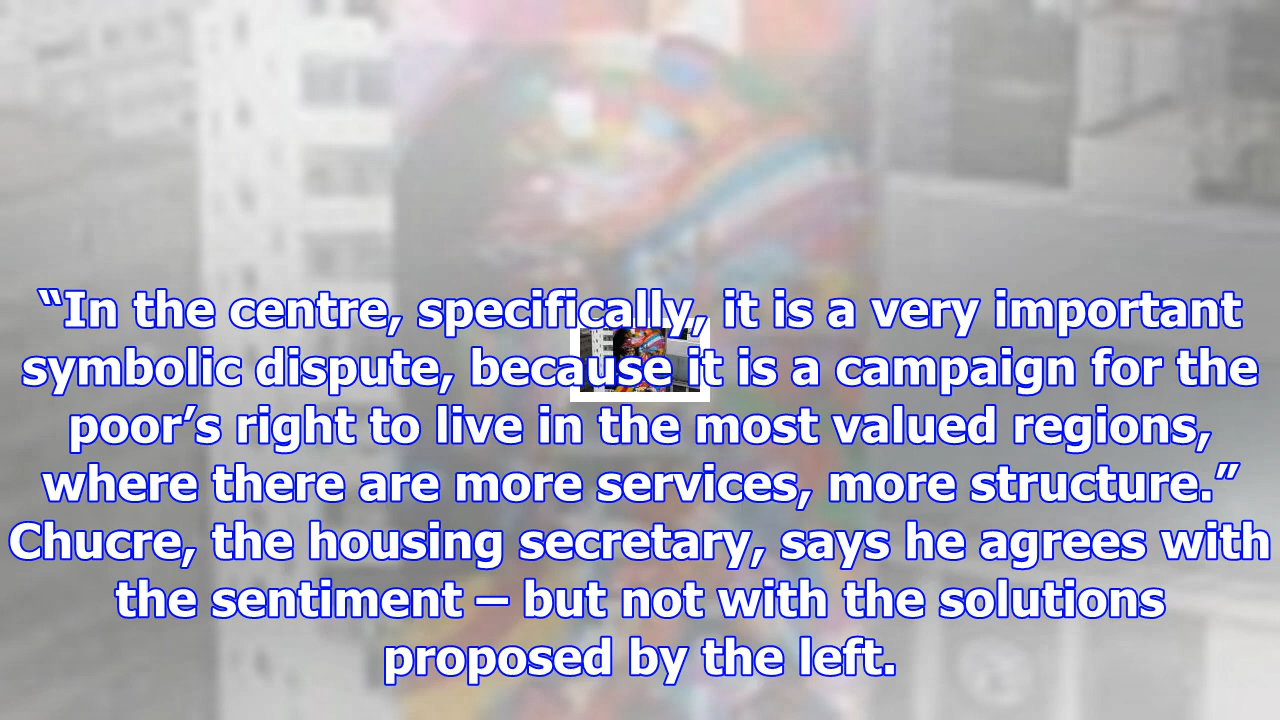 “In the centre, specifically, it is a very important
symbolic dispute, because it is a campaign for the
poor’s right to live in the most valued regions,
where there are more services, more structure.”
Chucre, the housing secretary, says he agrees with
the sentiment – but not with the solutions
proposed by the left.